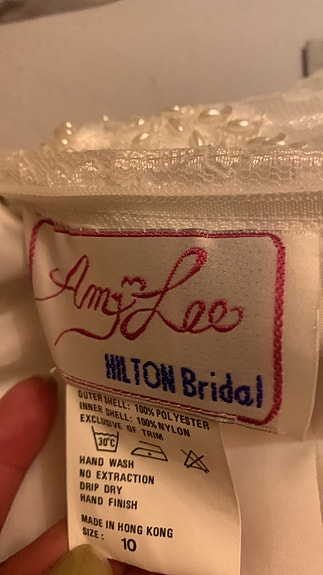 Amy Lee
HILTON Bridal
OUTER SHELL: 100% POLYESTER
INNER SHELL: 100% NYLON
EXCLUSIVE OF TRIM
30°C
HAND WASH
NO EXTRACTION
DRIP DRY
HAND FINISH
MADE IN HONG KONG
SIZE: 10